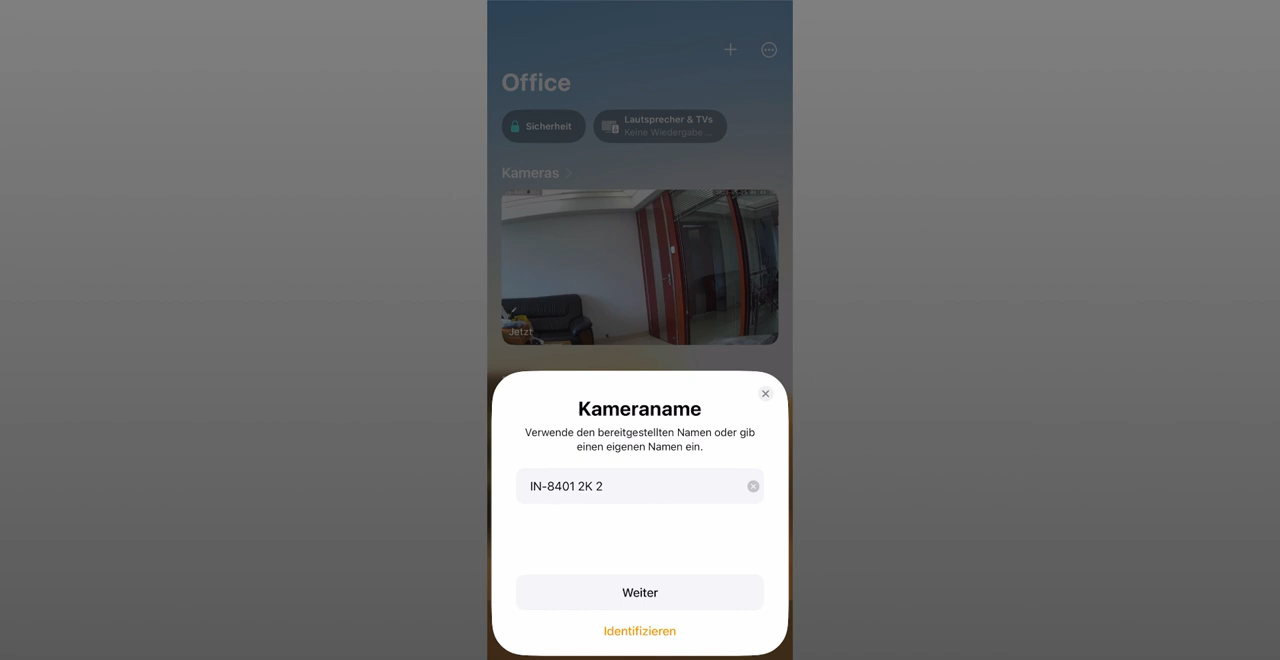 Office
Sicherheit
Lautsprecher & TVs
Keine Wiedergabe ...
Kameras
Jetzt
Kameraname
Verwende den bereitgestellten Namen oder gib
einen eigenen Namen ein.
IN-8401 2K 2
Weiter
Identifizieren